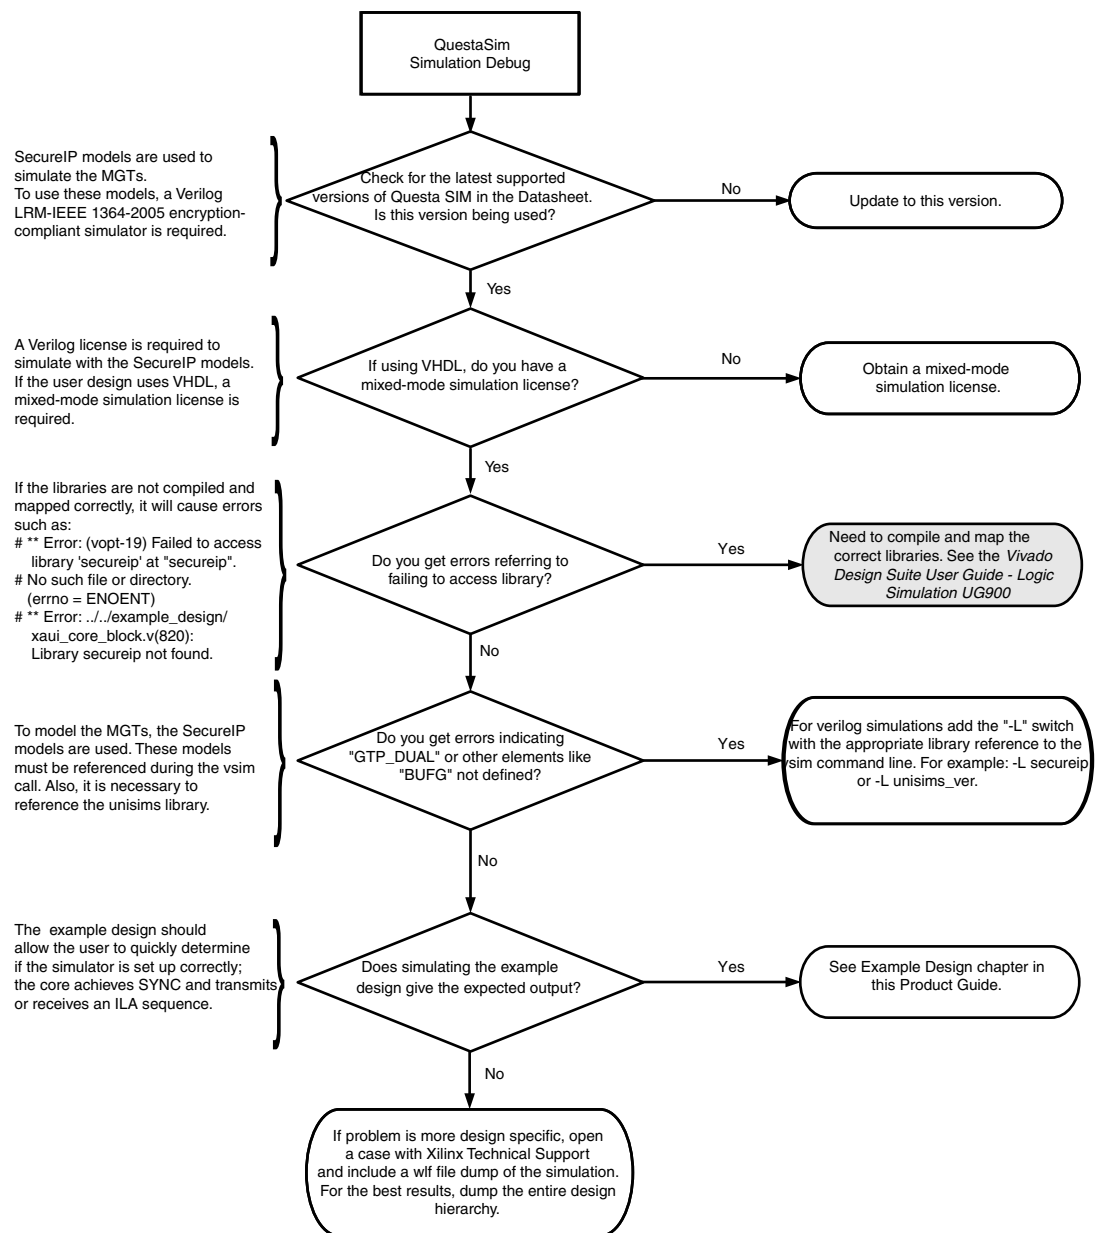 QuestaSim
Simulation Debug
SecureIP models are used to
simulate the MGTs.
To use these models, a Verilog
LRM-IEEE 1364-2005 encryption-
compliant simulator is required.
Check for the latest supported
versions of Questa SIM in the Datasheet.
Is this version being used?
No
Update to this version.
Yes
A Verilog license is required to
simulate with the SecureIP models.
If the user design uses VHDL, a
mixed-mode simulation license is
required.
If using VHDL, do you have a
mixed-mode simulation license?
No
Obtain a mixed-mode
simulation license.
Yes
If the libraries are not compiled and
mapped correctly, it will cause errors
such as:
# ** Error: (vopt-19) Failed to access
library 'secureip' at "secureip".
# No such file or directory.
(errno = ENOENT)
# ** Error: ../../example_design/
xaui_core_block.v(820):
Library secureip not found.
Do you get errors referring to
failing to access library?
Yes
Need to compile and map the
correct libraries. See the Vivado
Design Suite User Guide - Logic
Simulation UG900
No
To model the MGTs, the SecureIP
models are used. These models
must be referenced during the vsim
call. Also, it is necessary to
reference the unisims library.
Do you get errors indicating
"GTP_DUAL" or other elements like
"BUFG" not defined?
Yes
For verilog simulations add the "-L" switch
with the appropriate library reference to the
vsim command line. For example: -L secureip
or -L unisims_ver.
No
The example design should
allow the user to quickly determine
if the simulator is set up correctly;
the core achieves SYNC and transmits
or receives an ILA sequence.
Does simulating the example
design give the expected output?
Yes
See Example Design chapter in
this Product Guide.
No
If problem is more design specific, open
a case with Xilinx Technical Support
and include a wlf file dump of the simulation.
For the best results, dump the entire design
hierarchy.